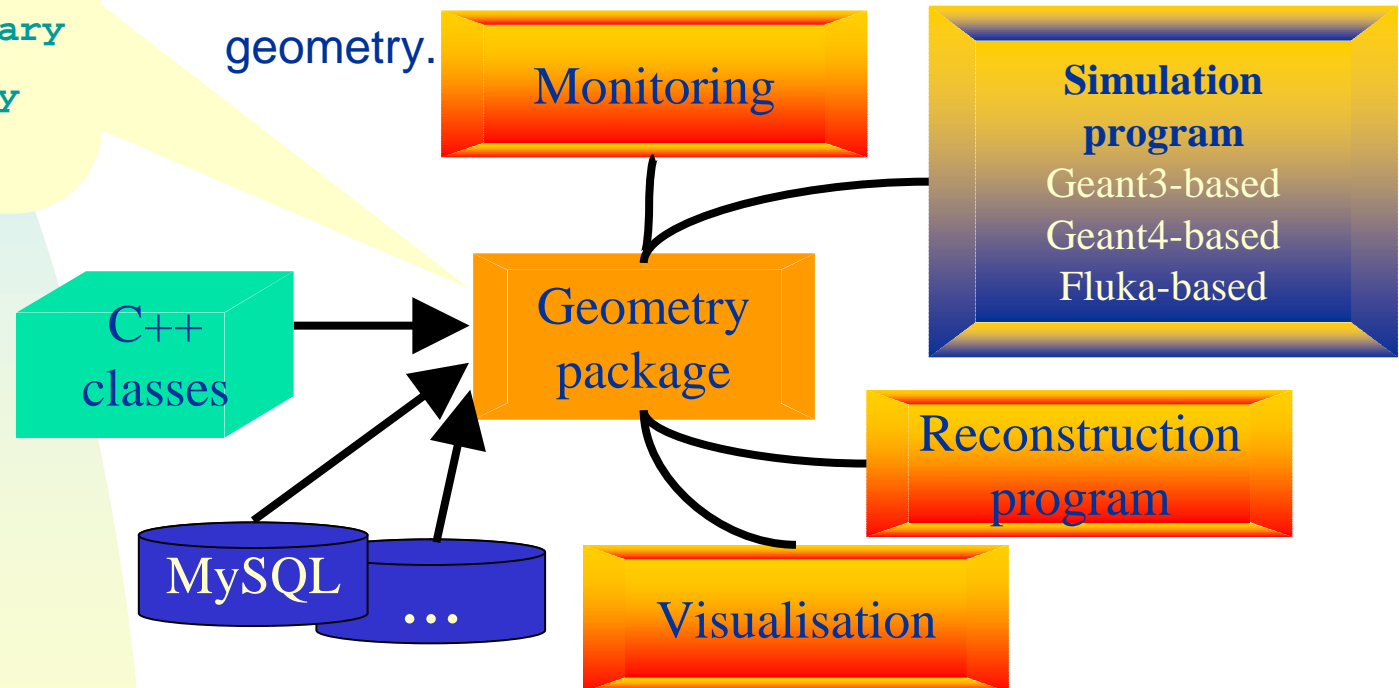 geometry.
Monitoring
Simulation
program
Geant3-based
Geant4-based
Fluka-based
C++
classes
Geometry
package
Reconstruction
program
MySQL
...
Visualisation